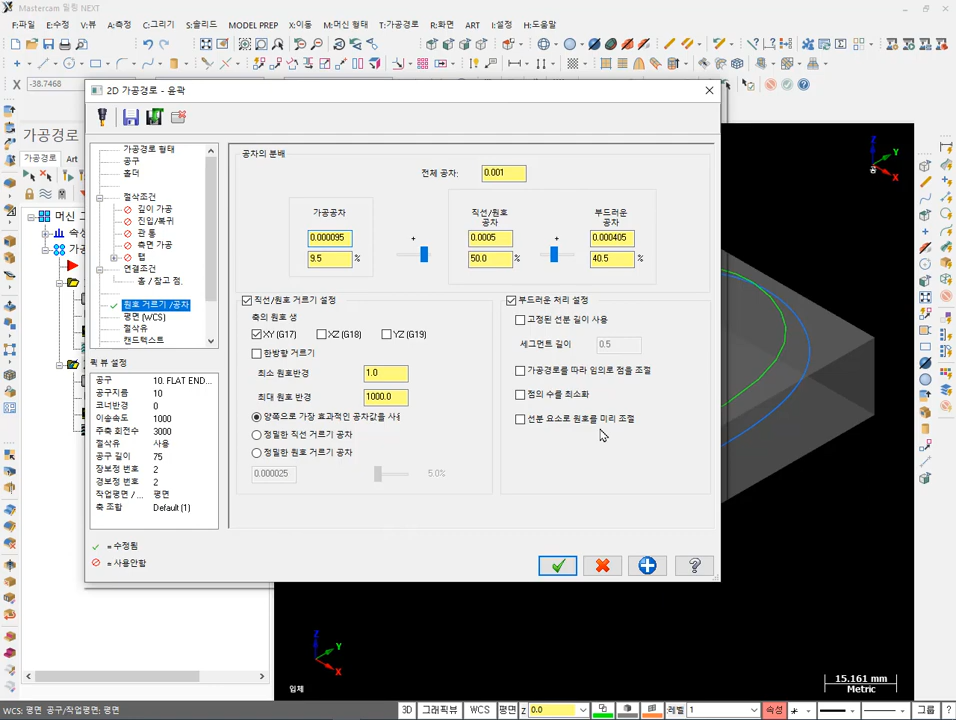 Mastercam 밀링 NEXT
F:파일 E:수정 V:뷰 A:측정 C:그리기 S:솔리드 MODEL PREP X:이동 M:머신 형태 T:가공경로 R:화면 ART I:설정 H:도움말
-38.7468
2D 가공경로 - 윤곽
가공경로
가공경로 Art
머신 그
속성
가공
가공경로 형태
공구
홀더
절삭조건
깊이 가공
진입/복귀
관 통
측면 가공
탭
연결조건
홈 / 참고 점.
원호 거르기 /공차
평면 (WCS)
절삭유
캔드텍스트
퀵 뷰 설정
공구 10. FLAT END...
공구지름 10
코너반경 0
이송속도 1000
주축 회전수 3000
절삭유 사용
공구 길이 75
장보정 번호 2
경보정 번호 2
작업평면 /... 평면
축 조합 Default (1)
= 수정됨
= 사용안함
공차의 분배
전체 공차: 0.001
가공공차
0.000095
9.5 %
+
직선/원호
공차
0.0005
50.0 %
+
부드러운
공차
0.000405
40.5 %
직선/원호 거르기 설정
축의 원호 생
XY (G17) XZ (G18) YZ (G19)
한방향 거르기
최소 원호반경 1.0
최대 원호 반경 1000.0
양쪽으로 가장 효과적인 공차값을 사용
정밀한 직선 거르기 공차
정밀한 원호 거르기 공차
0.000025 5.0%
부드러운 처리 설정
고정된 선분 길이 사용
세그먼트 길이 0.5
가공경로를 따라 임의로 점을 조절
점의 수를 최소화
선분 요소로 원호를 미리 조절
Z Y X
공
Z Y X
입체
15.161 mm
Metric
WCS: 평면 공구/작업평면: 평면
3D 그래픽뷰 WCS 평면 Z 0.0 레벨 1 속성 그룹 ?